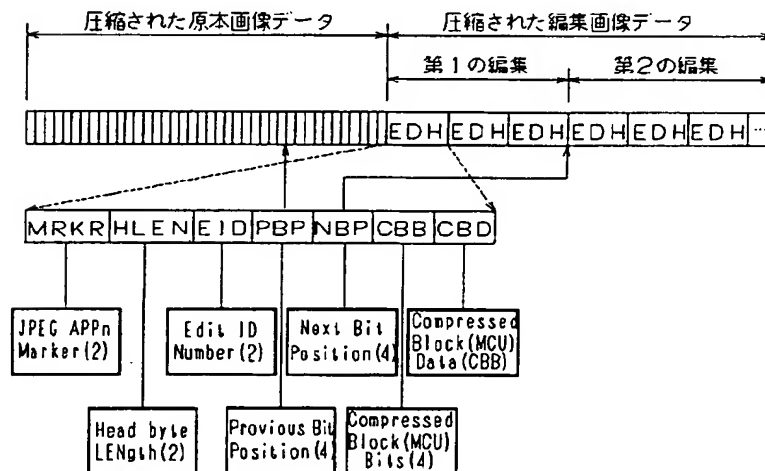 圧縮された原本画像データ 圧縮された編集画像データ
第1の編集 第2の編集
EDH EDH EDH EDH EDH EDH ...
MRKR HLEN EID PBP NBP CBB CBD
JPEG APPn
Marker(2)
Edit ID
Number(2)
Next Bit
Position(4)
Compressed
Block(MCU)
Data(CBB)
Head byte
LENgth(2)
Provious Bit
Position(4)
Compressed
Block(MCU)
Bits(4)